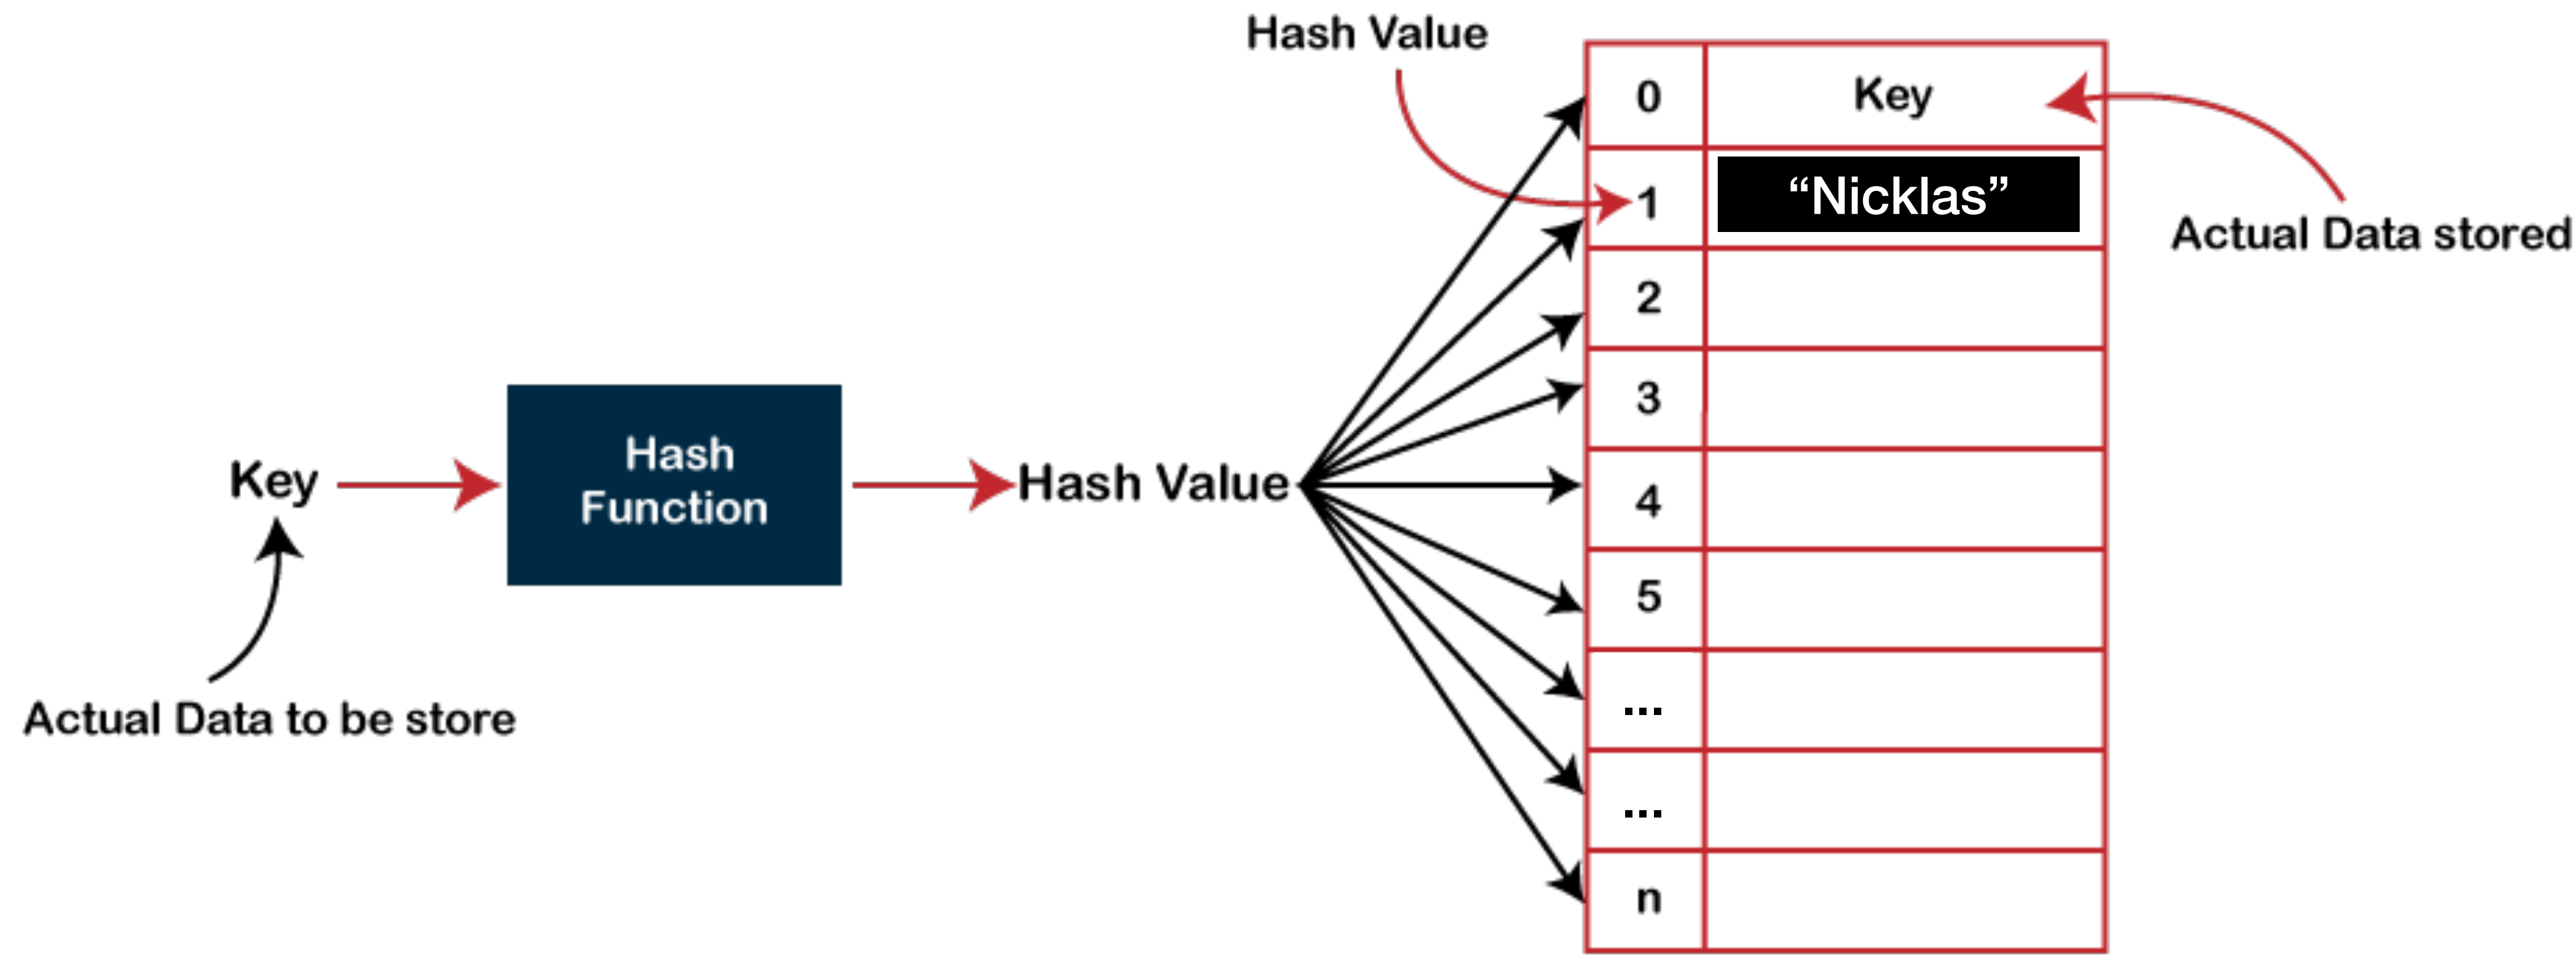 Hash Value
0
Key
1
“Nicklas”
Actual Data stored
2
3
Key
Hash
Function
Hash Value
4
5
Actual Data to be store
...
...
n